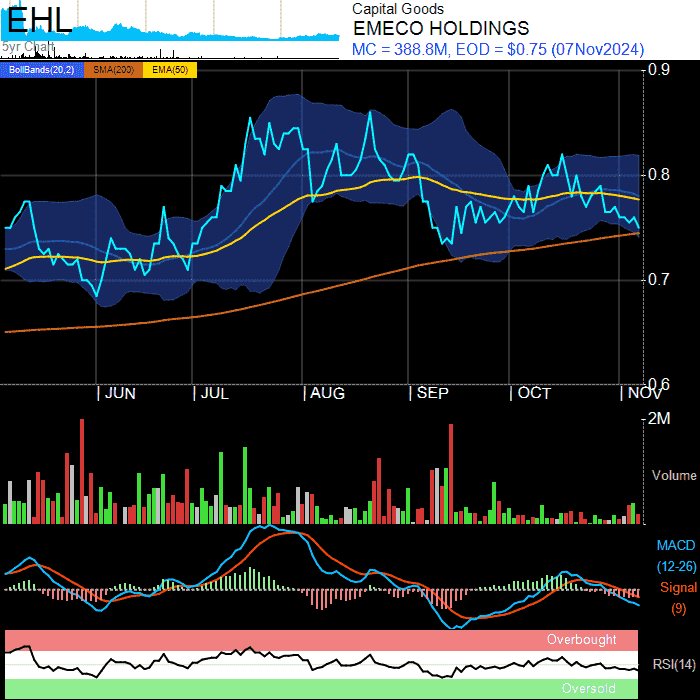 EHL
5yr Chart
Capital Goods
EMECO HOLDINGS
MC = 388.8M, EOD = $0.75 (07Nov2024)
BollBands(20,2) SMA(200) EMA(50)
0.9
0.8
0.7
0.6
JUN JUL AUG SEP OCT NOV
2M
Volume
MACD
(12-26)
Signal
(9)
Overbought
RSI(14)
Oversold